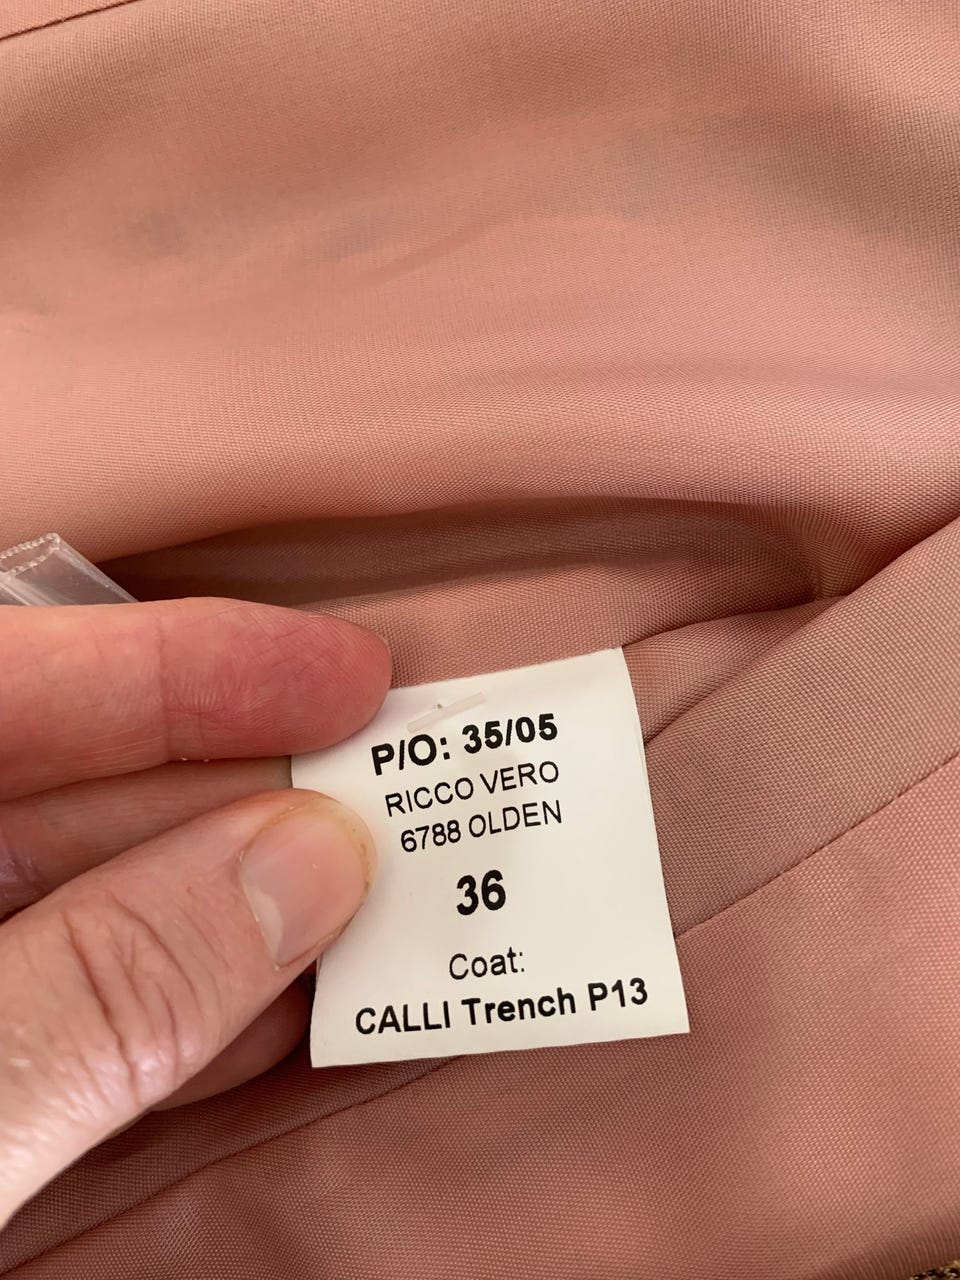 P/O: 35/05
RICCO VERO
6788 OLDEN
36
Coat:
CALLI Trench P13